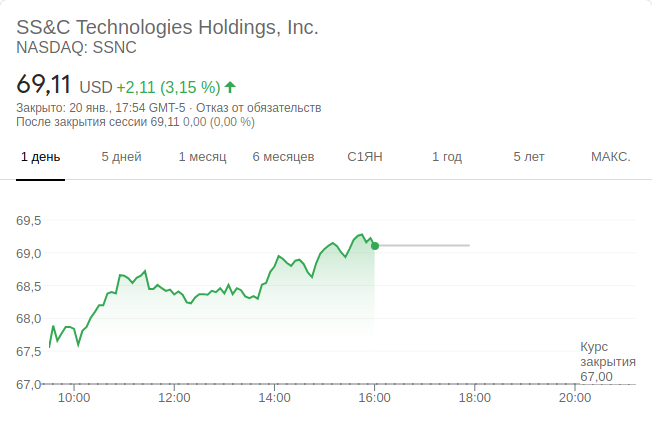 SS&C Technologies Holdings, Inc.
NASDAQ: SSNC
69,11 USD +2,11 (3,15 %)
Закрыто: 20 янв., 17:54 GMT-5 · Отказ от обязательств
После закрытия сессии 69,11 0,00 (0,00 %)
1 день 5 дней 1 месяц 6 месяцев С1ЯН 1 год 5 лет МАКС.
69,5
69,0
68,5
68,0
67,5
Курс
закрытия
67,00
67,0
10:00 12:00 14:00 16:00 18:00 20:00